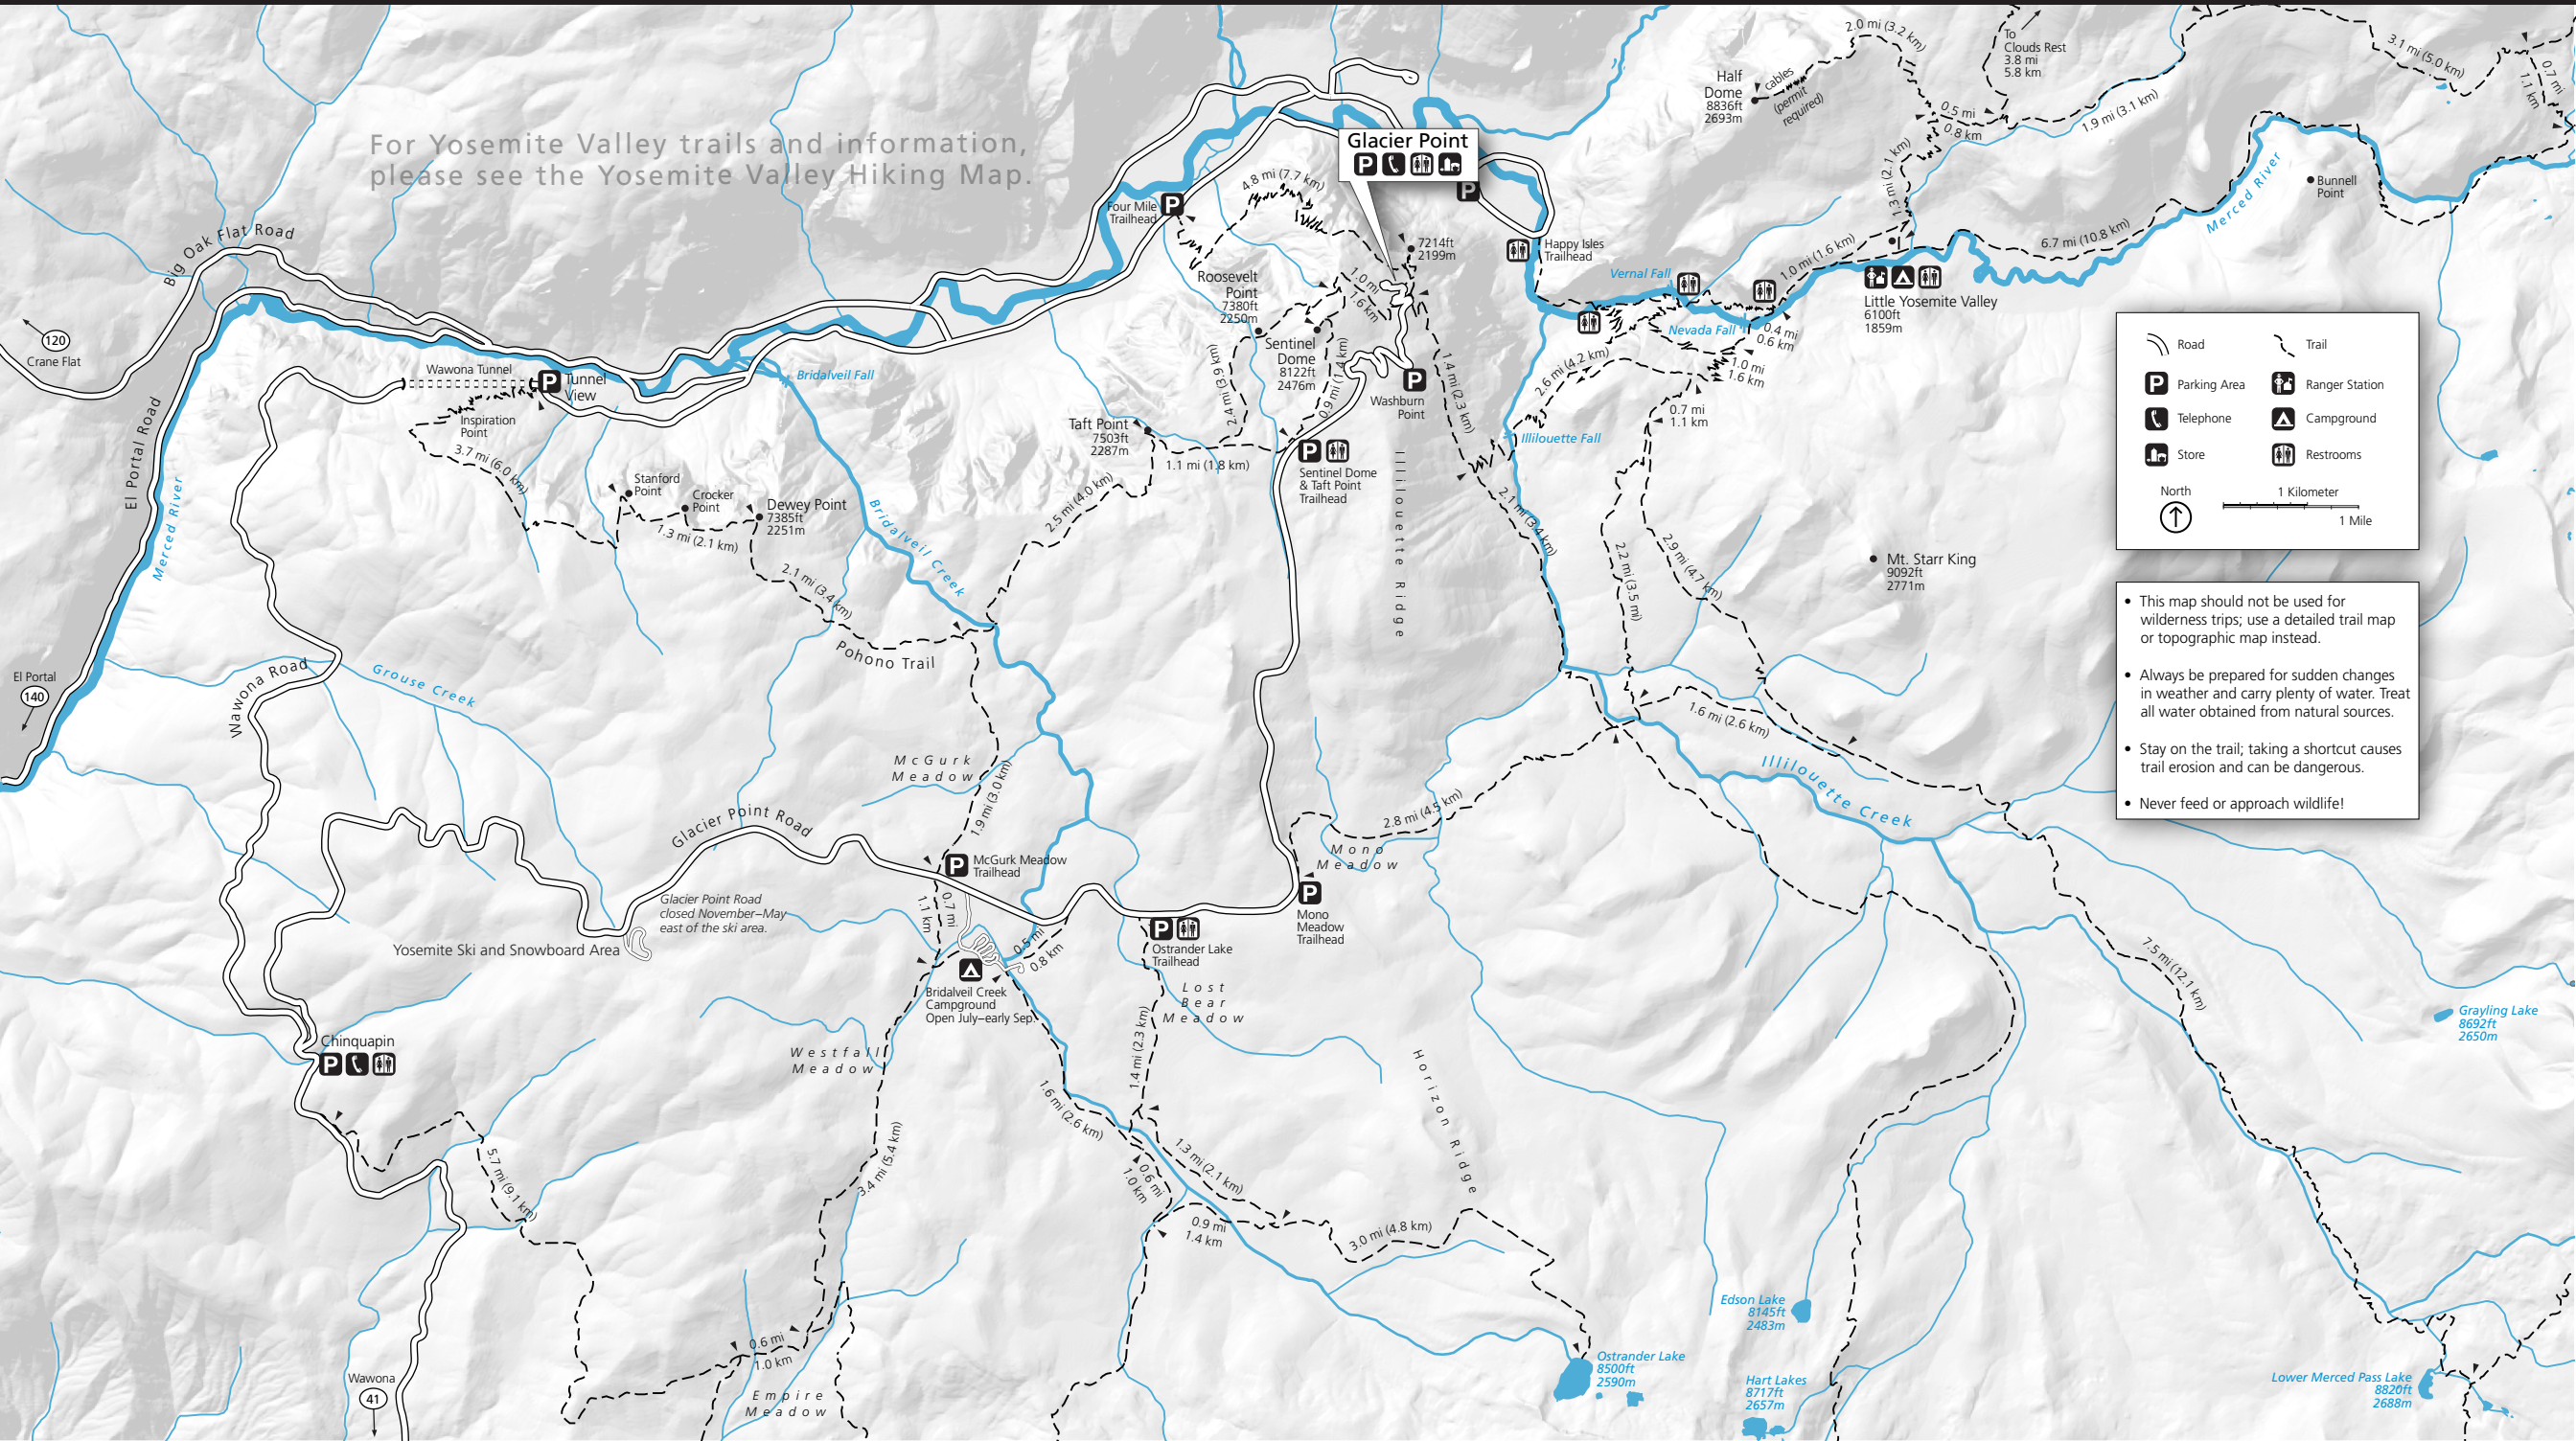 For Yosemite Valley trails and information,
please see the Yosemite Valley Hiking Map.
Glacier Point
P
P
Half
Dome
8836ft
2693m
cables
(permit
required)
2.0 mi (3.2 km)
To
Clouds Rest
3.8 mi
5.8 km
3.1 mi (5.0 km)
0.7 mi
1.1 km
0.5 mi
0.8 km
1.9 mi (3.1 km)
1.3 mi (2.1 km)
Merced River
Bunnell
Point
6.7 mi (10.8 km)
1.0 mi (1.6 km)
Little Yosemite Valley
6100ft
1859m
Happy Isles
Trailhead
Vernal Fall
Nevada Fall
0.4 mi
0.6 km
1.0 mi
1.6 km
2.6 mi (4.2 km)
0.7 mi
1.1 km
Illilouette Fall
4.8 mi (7.7 km)
Four Mile
Trailhead
P
7214ft
2199m
Roosevelt
Point
7380ft
2250m
1.0 mi
1.6 km
Sentinel
Dome
8122ft
2476m
2.4 mi (3.9 km)
0.9 mi (1.4 km)
P
Washburn
Point
1.4 mi (2.3 km)
Big Oak Flat Road
120
Crane Flat
El Portal Road
Merced River
Wawona Tunnel
P
Tunnel
View
Inspiration
Point
3.7 mi (6.0 km)
Bridalveil Fall
Stanford
Point
Crocker
Point
Dewey Point
7385ft
2251m
1.3 mi (2.1 km)
2.1 mi (3.4 km)
Bridalveil Creek
Pohono Trail
Taft Point
7503ft
2287m
1.1 mi (1.8 km)
2.5 mi (4.0 km)
P
Sentinel Dome
& Taft Point
Trailhead
Illilouette Ridge
2.1 mi (3.4 km)
2.2 mi (3.5 km)
2.9 mi (4.7 km)
Mt. Starr King
9092ft
2771m
1.6 mi (2.6 km)
Illilouette Creek
2.8 mi (4.5 km)
Mono
Meadow
P
Mono
Meadow
Trailhead
El Portal
140
Wawona Road
Grouse Creek
McGurk
Meadow
1.9 mi (3.0 km)
Glacier Point Road
P
McGurk Meadow
Trailhead
Glacier Point Road
closed November–May
east of the ski area.
Yosemite Ski and Snowboard Area
0.7 mi
1.1 km
0.5 mi
0.8 km
Bridalveil Creek
Campground
Open July–early Sep.
P
Ostrander Lake
Trailhead
Lost
Bear
Meadow
Westfall
Meadow
Chinquapin
P
1.4 mi (2.3 km)
1.6 mi (2.6 km)
Horizon Ridge
7.5 mi (12.1 km)
Grayling Lake
8692ft
2650m
5.7 mi (9.1 km)
3.4 mi (5.4 km)
0.6 mi
1.0 km
1.3 mi (2.1 km)
0.9 mi
1.4 km
3.0 mi (4.8 km)
0.6 mi
1.0 km
Empire
Meadow
Wawona
41
Ostrander Lake
8500ft
2590m
Edson Lake
8145ft
2483m
Hart Lakes
8717ft
2657m
Lower Merced Pass Lake
8820ft
2688m
Road
Trail
P
Parking Area
Ranger Station
Telephone
Campground
Store
Restrooms
North
1 Kilometer
1 Mile
• This map should not be used for
wilderness trips; use a detailed trail map
or topographic map instead.
• Always be prepared for sudden changes
in weather and carry plenty of water. Treat
all water obtained from natural sources.
• Stay on the trail; taking a shortcut causes
trail erosion and can be dangerous.
• Never feed or approach wildlife!